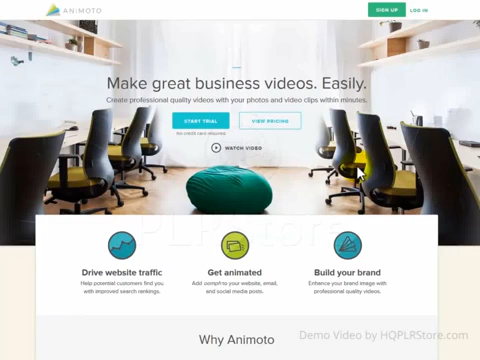 ANIMOTO
SIGN UP
LOG IN
Make great business videos. Easily.
Create professional quality videos with your photos and video clips within minutes.
START TRIAL
VIEW PRICING
No credit card required
WATCH VIDEO
PLRStore
Drive website traffic
Get animated
Build your brand
Help potential customers find you
with improved search rankings.
Add oomph to your website, email,
and social media posts.
Enhance your brand image with
professional quality videos.
Why Animoto
Demo Video by HQPLRStore.com